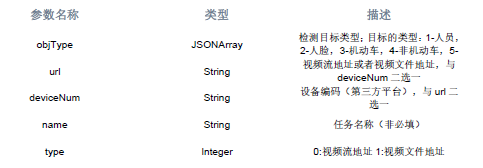 参数名称 类型 描述
objType JSONArray 检测目标类型；目标的类型：1-人员，
2-人脸，3-机动车，4-非机动车，5-
url String 视频流地址或者视频文件地址，与
deviceNum 二选一
deviceNum String 设备编码（第三方平台），与 url 二
选一
name String 任务名称（非必填）
type Integer 0:视频流地址 1:视频文件地址